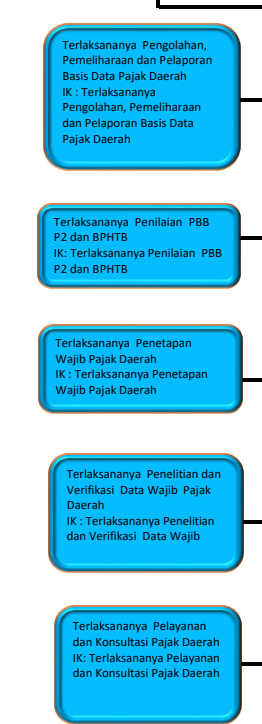 Terlaksananya Pengolahan,
Pemeliharaan dan Pelaporan
Basis Data Pajak Daerah
IK : Terlaksananya
Pengolahan, Pemeliharaan
dan Pelaporan Basis Data
Pajak Daerah
Terlaksananya Penilaian PBB
P2 dan BPHTB
IK: Terlaksananya Penilaian PBB
P2 dan BPHTB
Terlaksananya Penetapan
Wajib Pajak Daerah
IK : Terlaksananya Penetapan
Wajib Pajak Daerah
Terlaksananya Penelitian dan
Verifikasi Data Wajib Pajak
Daerah
IK : Terlaksananya Penelitian
dan Verifikasi Data Wajib
Terlaksananya Pelayanan
dan Konsultasi Pajak Daerah
IK: Terlaksananya Pelayanan
dan Konsultasi Pajak Daerah